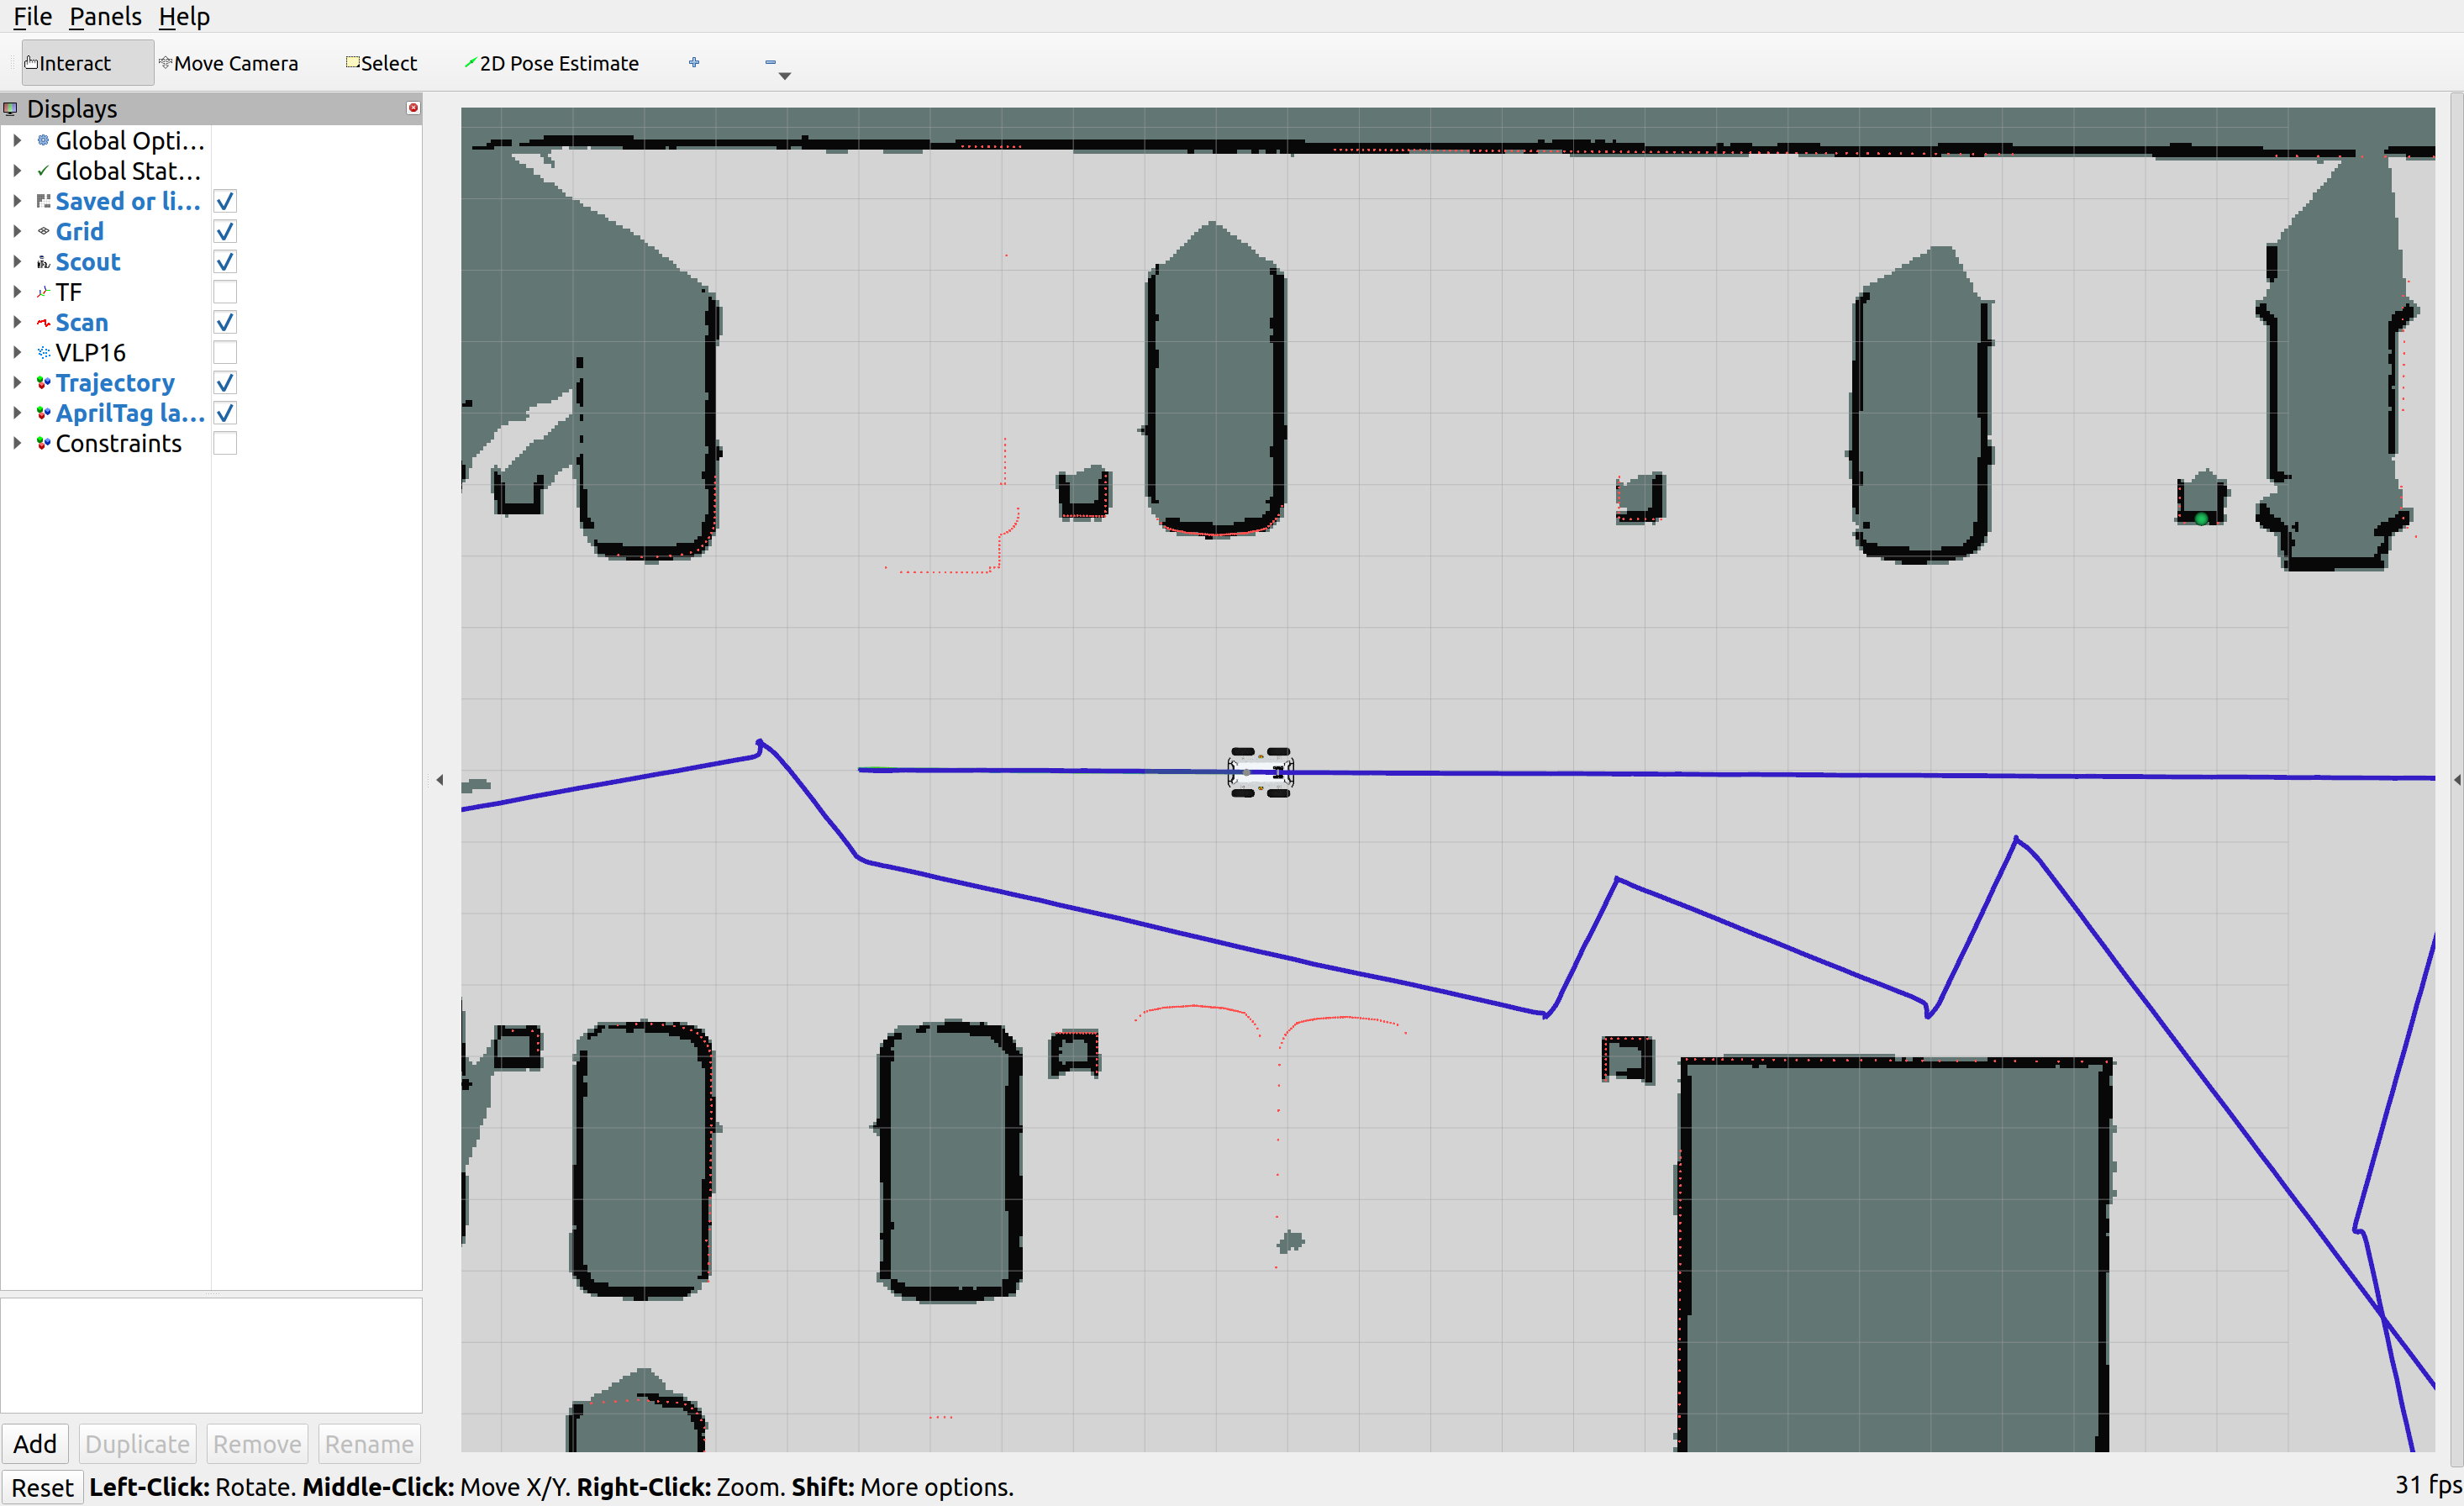 File Panels Help
Interact Move Camera Select 2D Pose Estimate
Displays
Global Opti...
Global Stat...
Saved or li...
Grid
Scout
TF
Scan
VLP16
Trajectory
AprilTag la...
Constraints
Add Duplicate Remove Rename
Reset Left-Click: Rotate. Middle-Click: Move X/Y. Right-Click: Zoom. Shift: More options. 31 fps